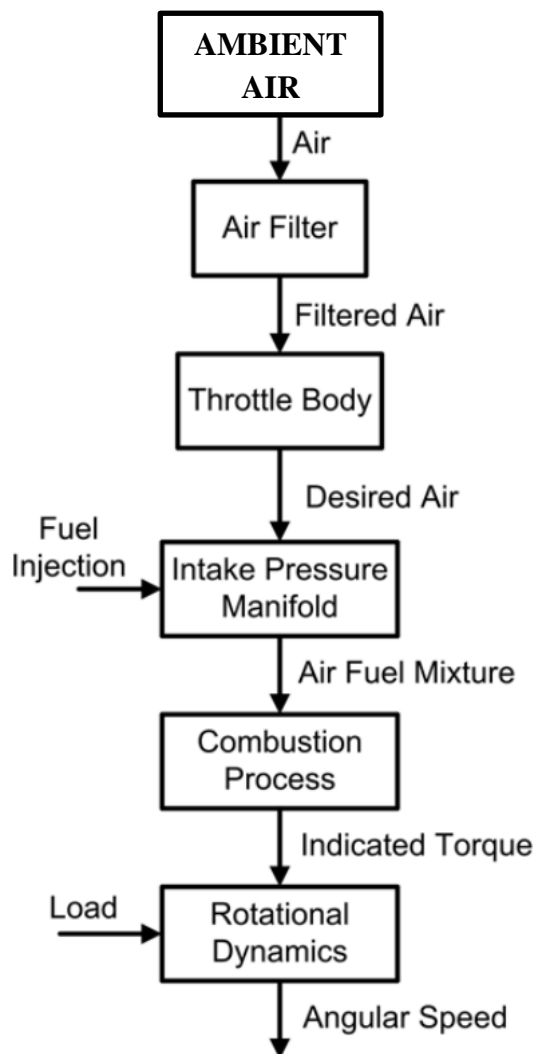 AMBIENT
AIR
Air
Air Filter
Filtered Air
Throttle Body
Desired Air
Fuel
Injection
Intake Pressure
Manifold
Air Fuel Mixture
Combustion
Process
Indicated Torque
Load
Rotational
Dynamics
Angular Speed